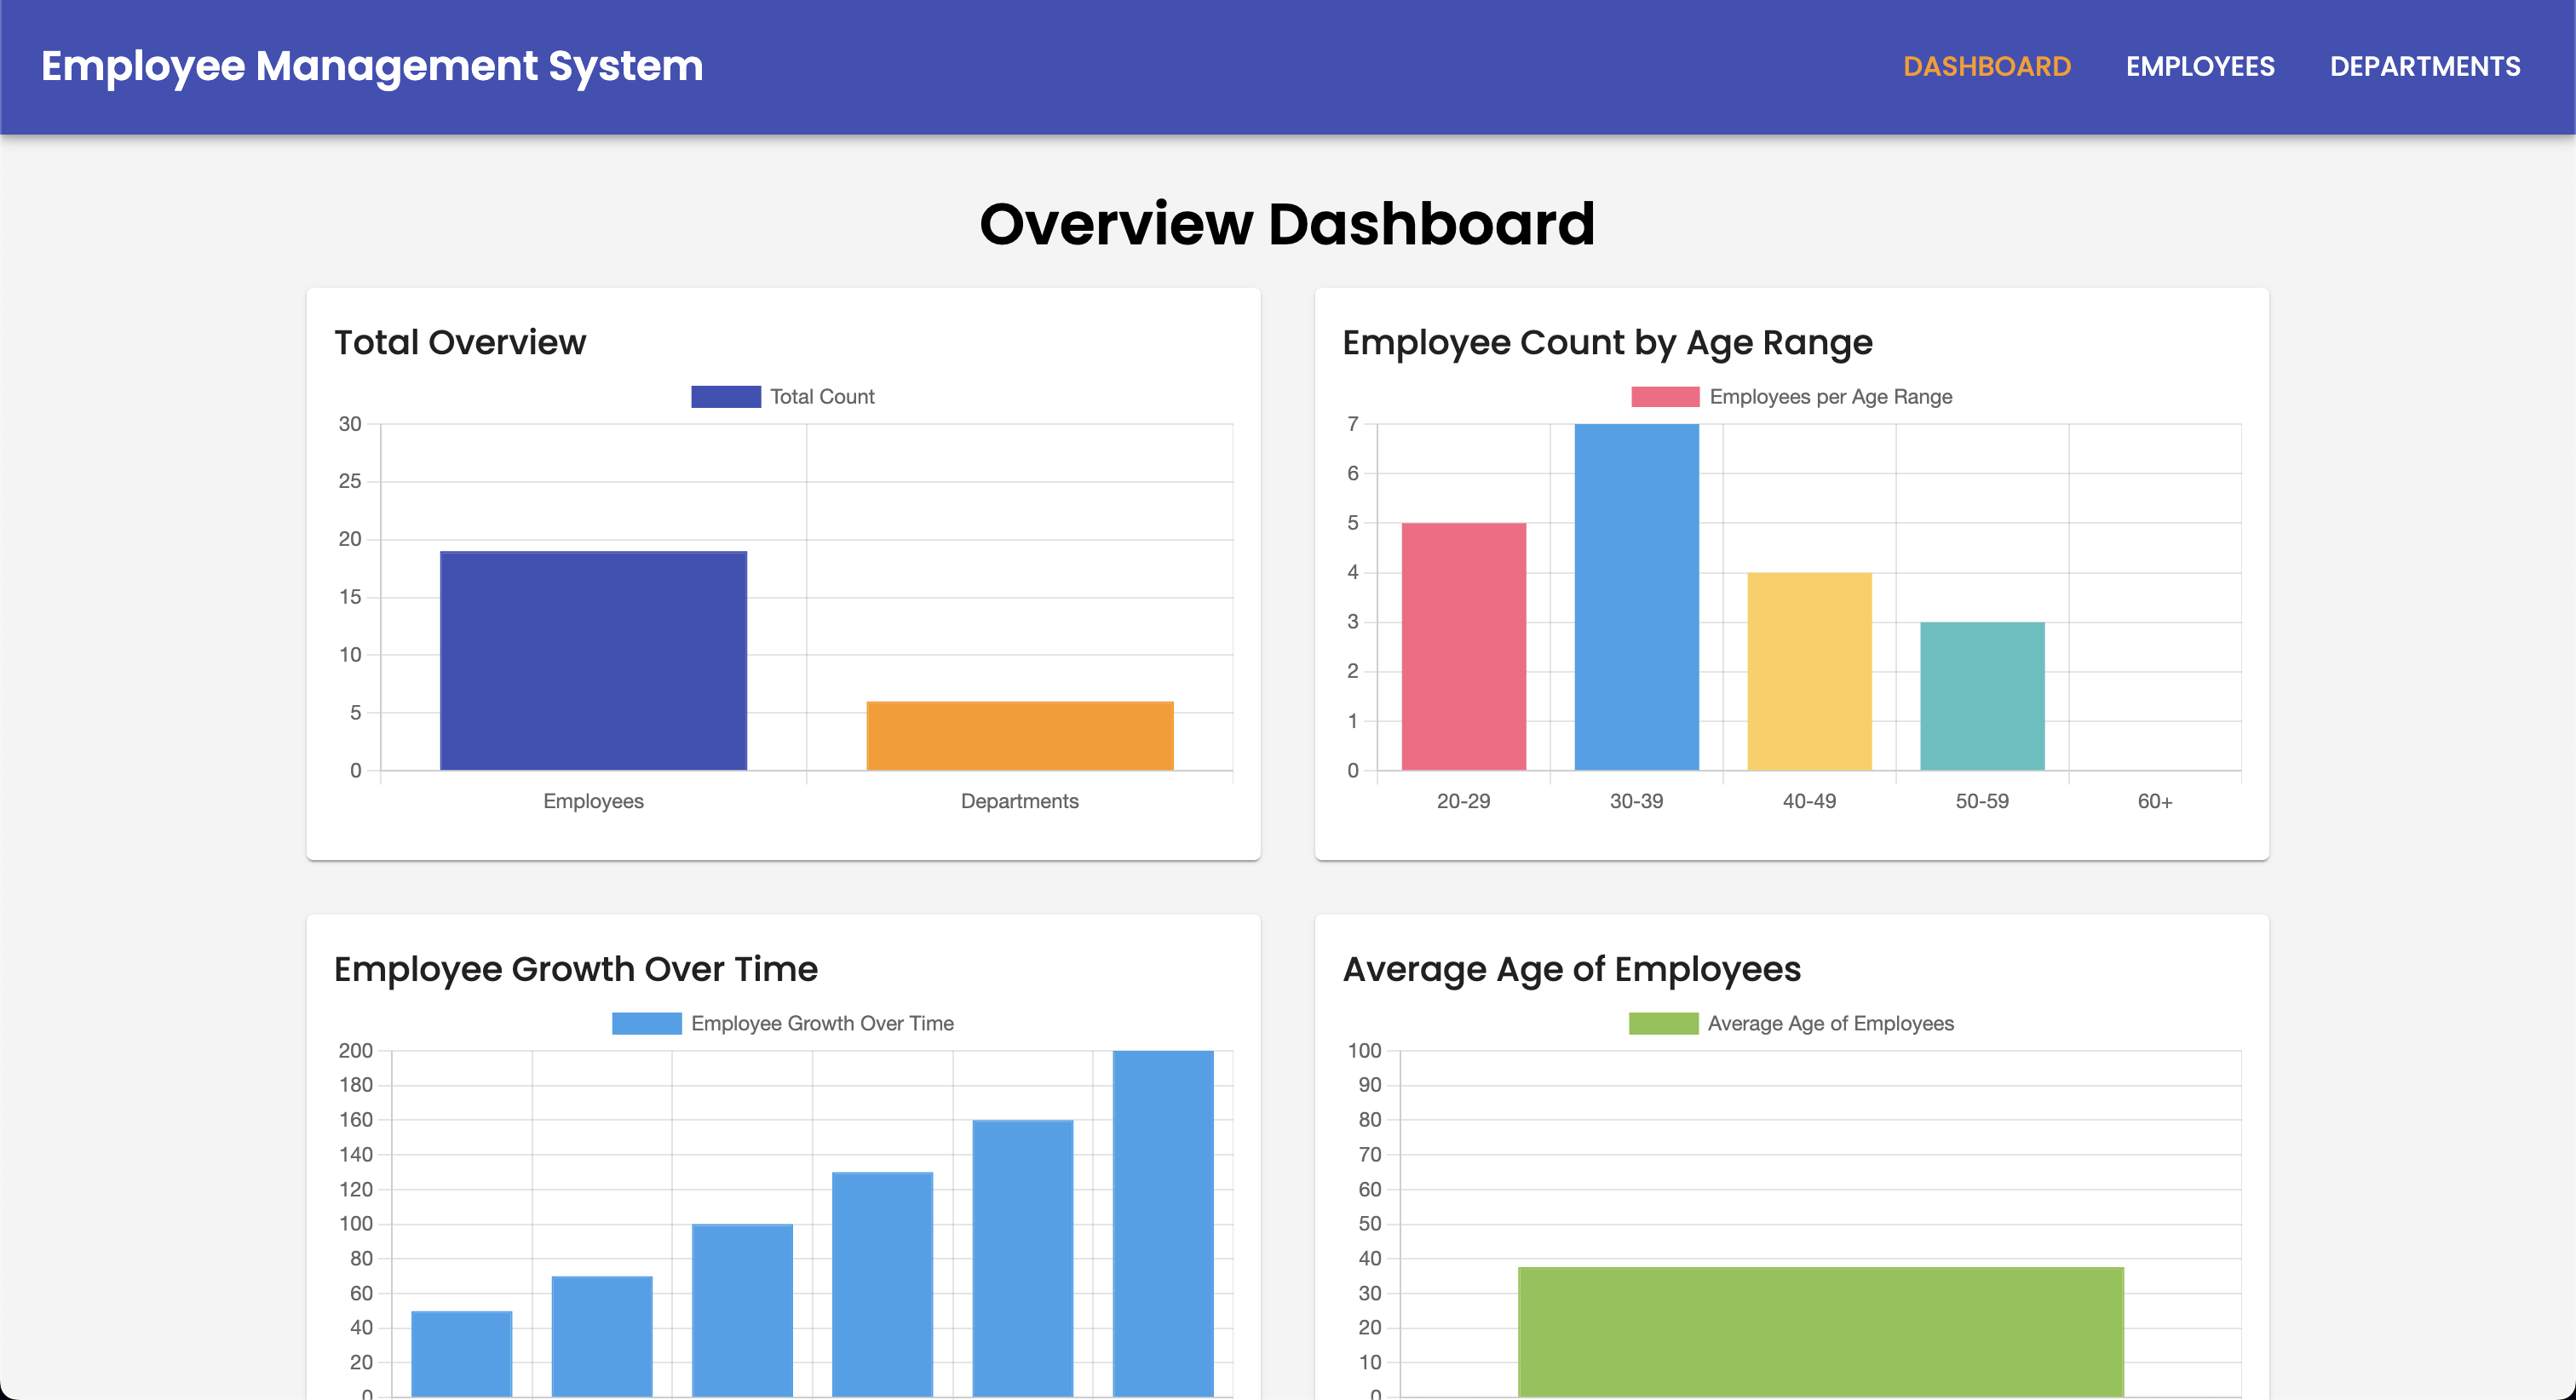 Employee Management System
DASHBOARD EMPLOYEES DEPARTMENTS
Overview Dashboard
Total Overview
Total Count
30
25
20
15
10
5
0
Employees Departments
Employee Count by Age Range
Employees per Age Range
7
6
5
4
3
2
1
0
20-29 30-39 40-49 50-59 60+
Employee Growth Over Time
Employee Growth Over Time
200
180
160
140
120
100
80
60
40
20
0
Average Age of Employees
Average Age of Employees
100
90
80
70
60
50
40
30
20
10
0